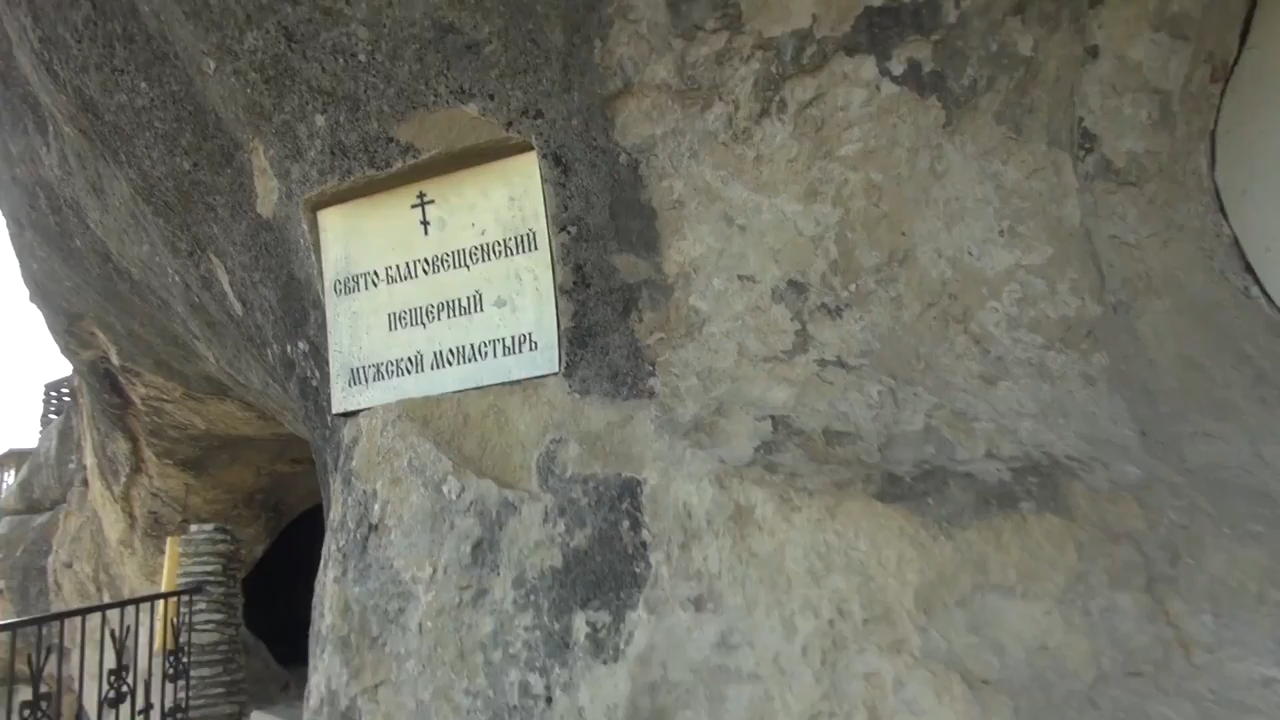 СВЯТО-БЛАГОВЕЩЕНСКИЙ
ПЕЩЕРНЫЙ
МУЖСКОЙ МОНАСТЫРЬ